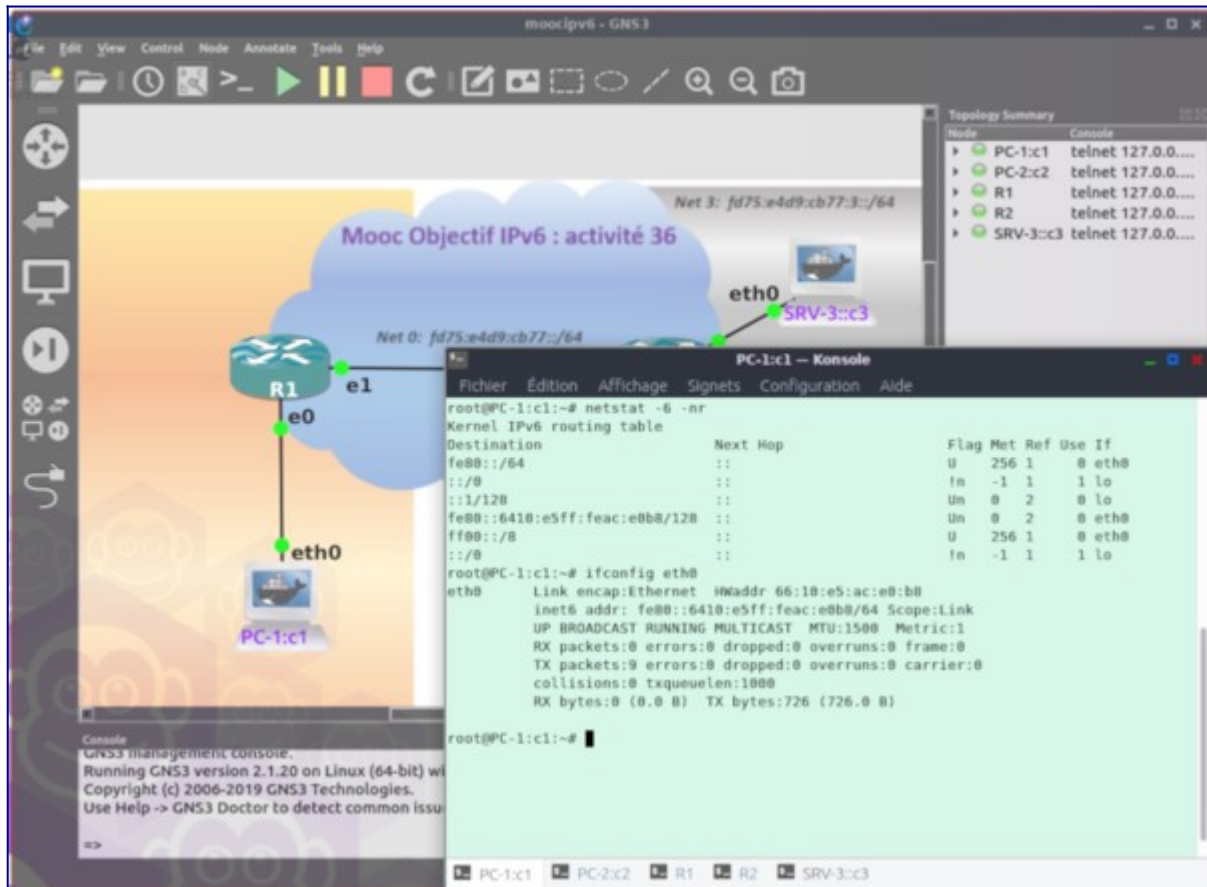 moocipv6 - GNS3
File Edit View Control Node Annotate Tools Help
Topology Summary
Node Console
PC-1:c1 telnet 127.0.0....
PC-2:c2 telnet 127.0.0....
R1 telnet 127.0.0....
R2 telnet 127.0.0....
SRV-3::c3 telnet 127.0.0....
Net 3: fd75:e4d9:cb77:3::/64
Mooc Objectif IPv6 : activité 36
eth0
SRV-3::c3
Net 0: fd75:e4d9:cb77::/64
R1
e1
e0
eth0
PC-1:c1
PC-1:c1 — Konsole
Fichier Édition Affichage Signets Configuration Aide
root@PC-1:c1:~# netstat -6 -nr
Kernel IPv6 routing table
Destination Next Hop Flag Met Ref Use If
fe80::/64 :: U 256 1 0 eth0
::/0 :: !n -1 1 1 lo
::1/128 :: Un 0 2 0 lo
fe80::6410:e5ff:feac:e0b8/128 :: Un 0 2 0 eth0
ff00::/8 :: U 256 1 0 eth0
::/0 :: !n -1 1 1 lo
root@PC-1:c1:~# ifconfig eth0
eth0 Link encap:Ethernet HWaddr 66:10:e5:ac:e0:b8
inet6 addr: fe80::6410:e5ff:feac:e0b8/64 Scope:Link
UP BROADCAST RUNNING MULTICAST MTU:1500 Metric:1
RX packets:0 errors:0 dropped:0 overruns:0 frame:0
TX packets:9 errors:0 dropped:0 overruns:0 carrier:0
collisions:0 txqueuelen:1000
RX bytes:0 (0.0 B) TX bytes:726 (726.0 B)
root@PC-1:c1:~#
Console
GNS3 management console.
Running GNS3 version 2.1.20 on Linux (64-bit) wi
Copyright (c) 2006-2019 GNS3 Technologies.
Use Help -> GNS3 Doctor to detect common issu
=>
PC-1:c1 PC-2:c2 R1 R2 SRV-3::c3